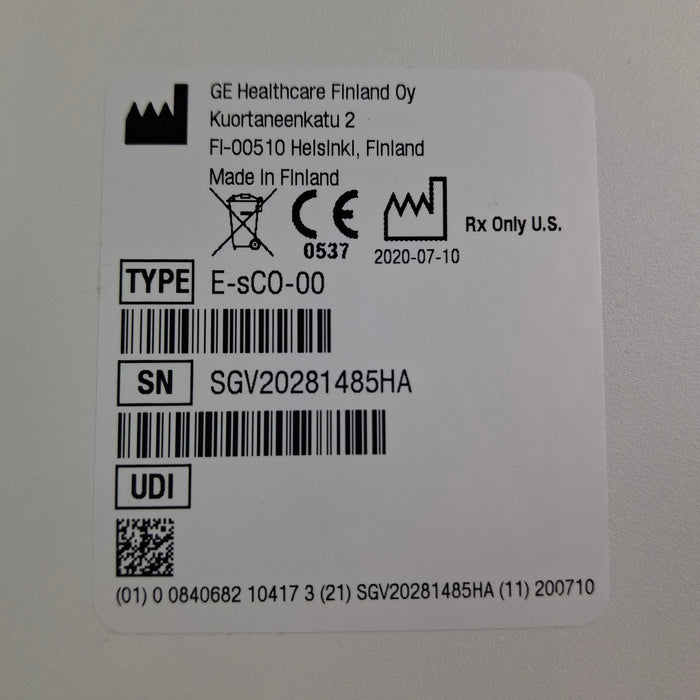 GE Healthcare Finland Oy
Kuortaneenkatu 2
FI-00510 Helsinki, Finland
Made in Finland
CE
0537
2020-07-10
Rx Only U.S.
TYPE E-sCO-00
SN SGV20281485HA
UDI
(01) 0 0840682 10417 3 (21) SGV20281485HA (11) 200710